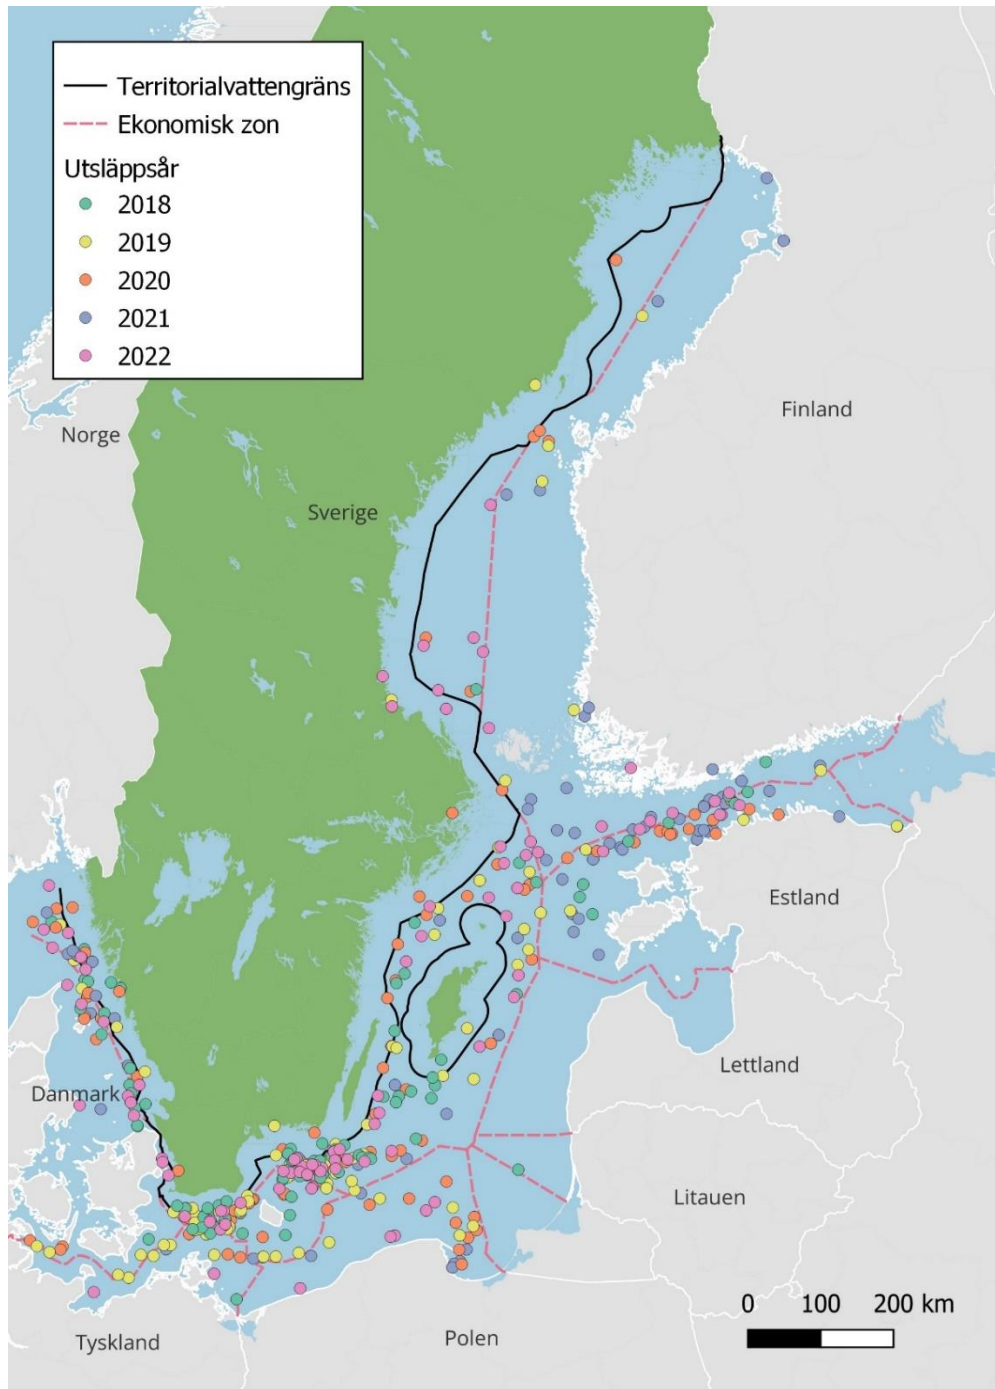 Territorialvattengräns
Ekonomisk zon
Utsläppsår
2018
2019
2020
2021
2022
Norge
Finland
Sverige
Estland
Lettland
Danmark
Litauen
0 100 200 km
Tyskland
Polen